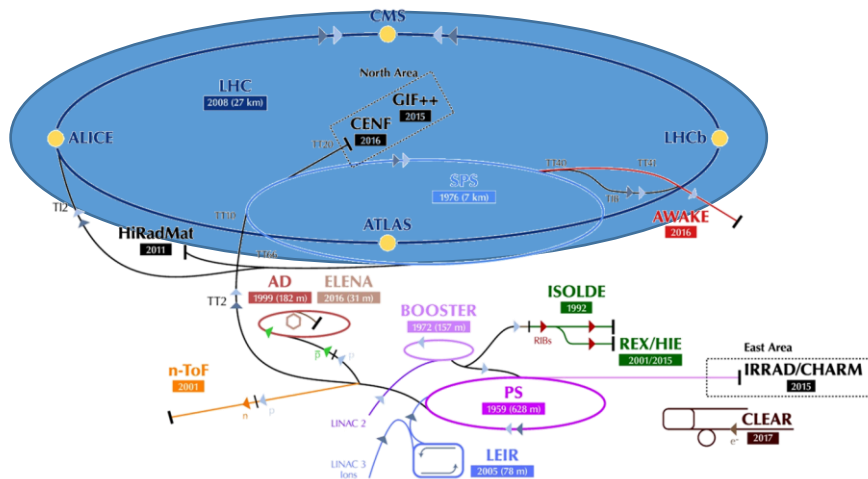 CMS
North Area
LHC
2008 (27 km)
GIF++
2015
CENF
2016
TT20
ALICE
LHCb
TT40
TT41
SPS
1976 (7 km)
TI8
TI2
TT10
ATLAS
AWAKE
2016
HiRadMat
2011
TT66
AD
1999 (182 m)
ELENA
2016 (31 m)
TT2
BOOSTER
1972 (157 m)
ISOLDE
1992
p
p
RIBs
REX/HIE
2001/2015
East Area
n-ToF
2001
IRRAD/CHARM
2015
PS
1959 (628 m)
n
p
LINAC 2
CLEAR
2017
e-
LINAC 3
Ions
LEIR
2005 (78 m)